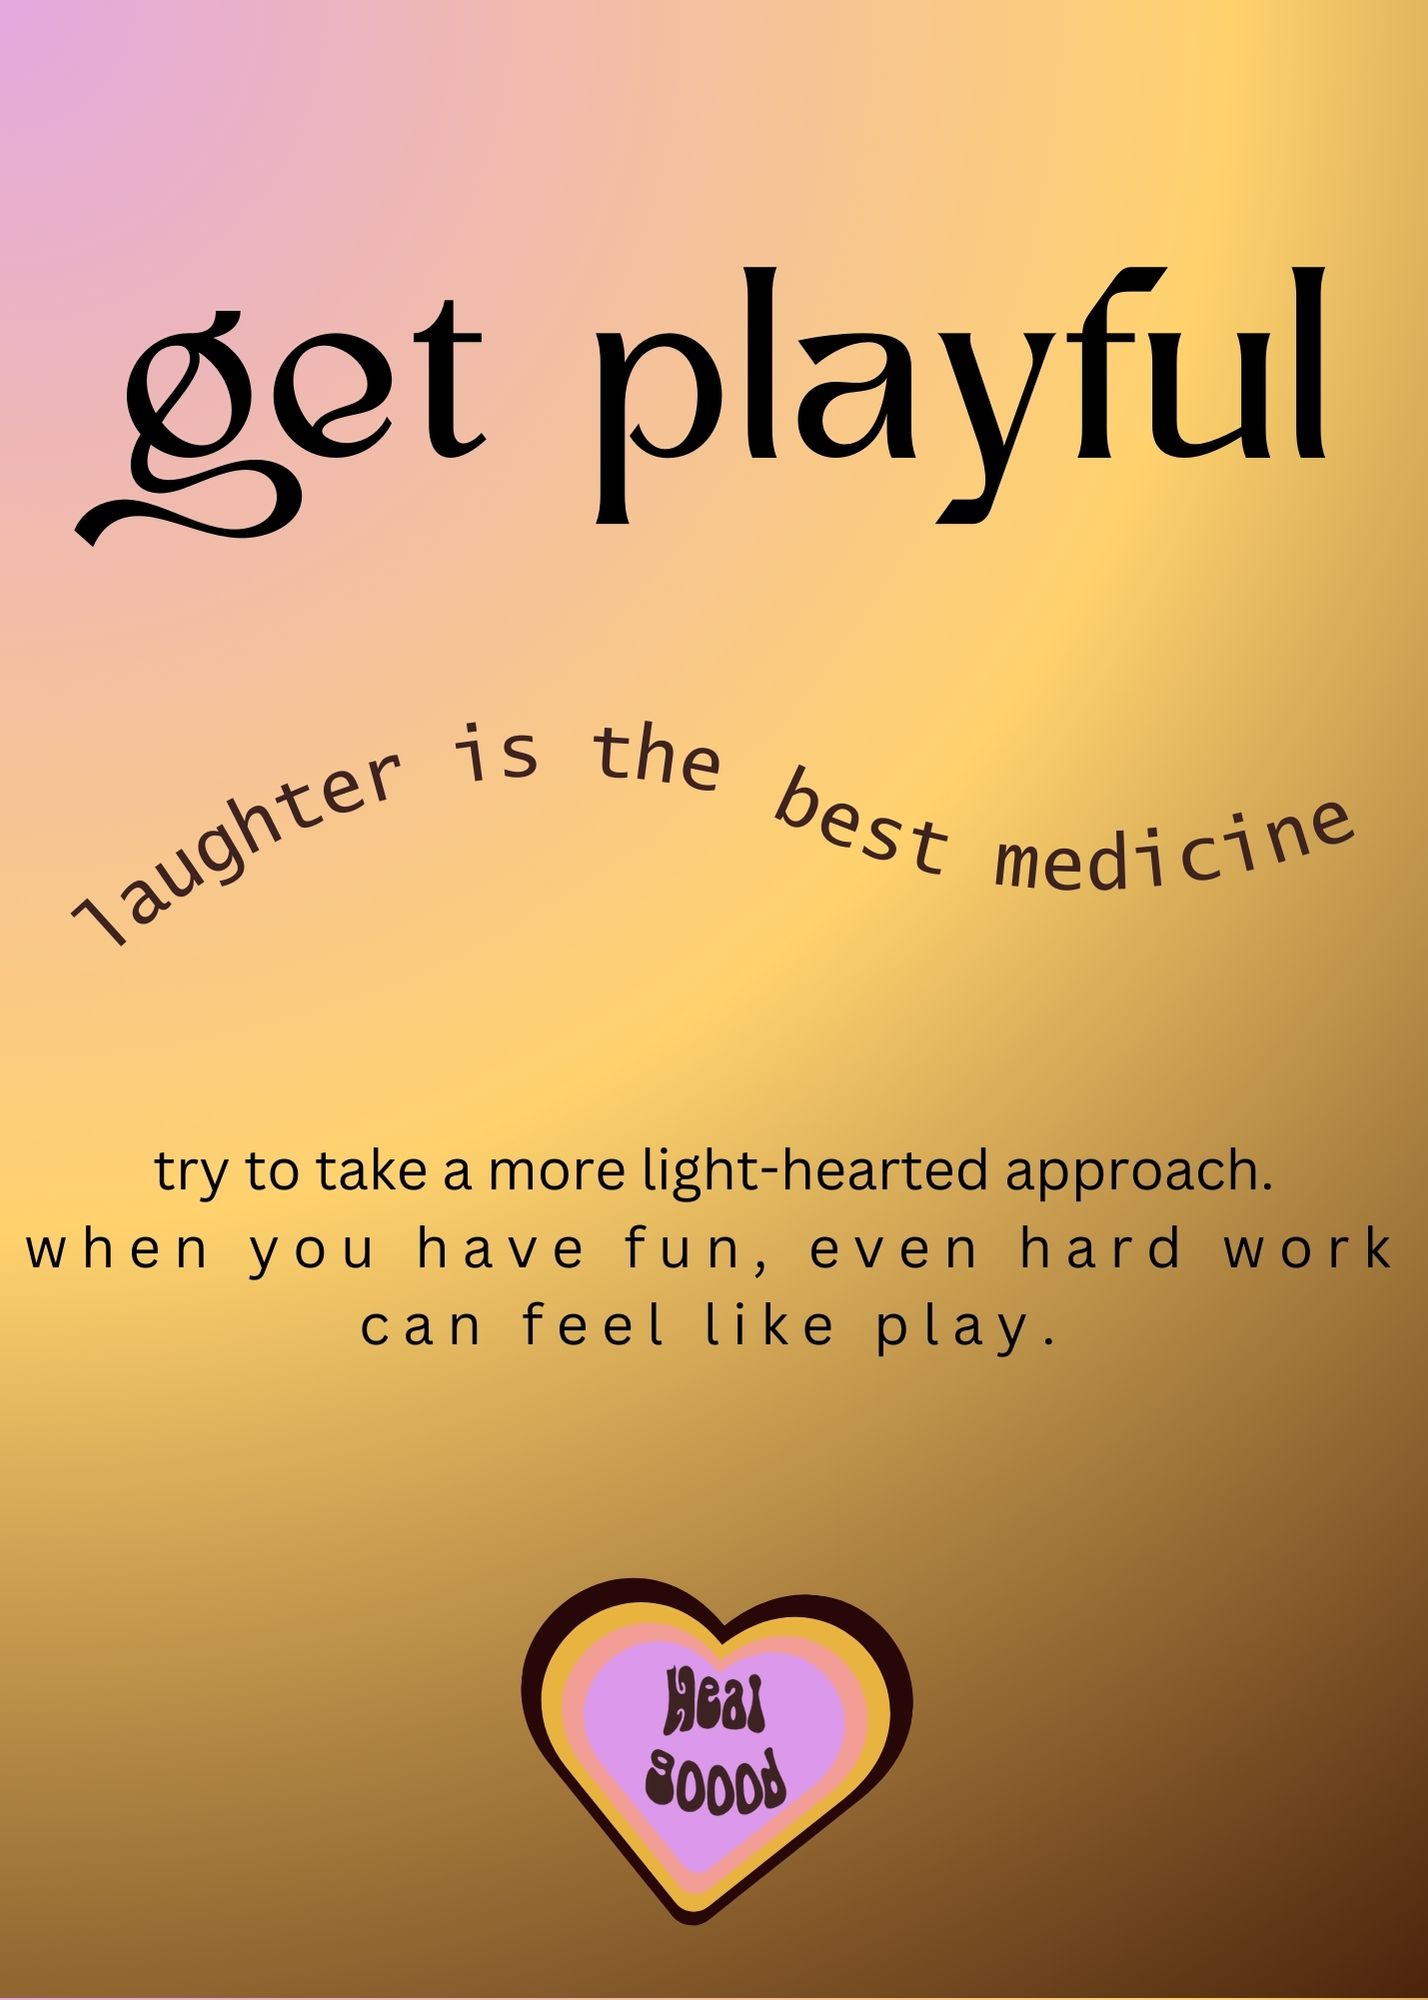 get playful
laughter is the best medicine
try to take a more light-hearted approach.
when you have fun, even hard work
can feel like play.
Heal
goood